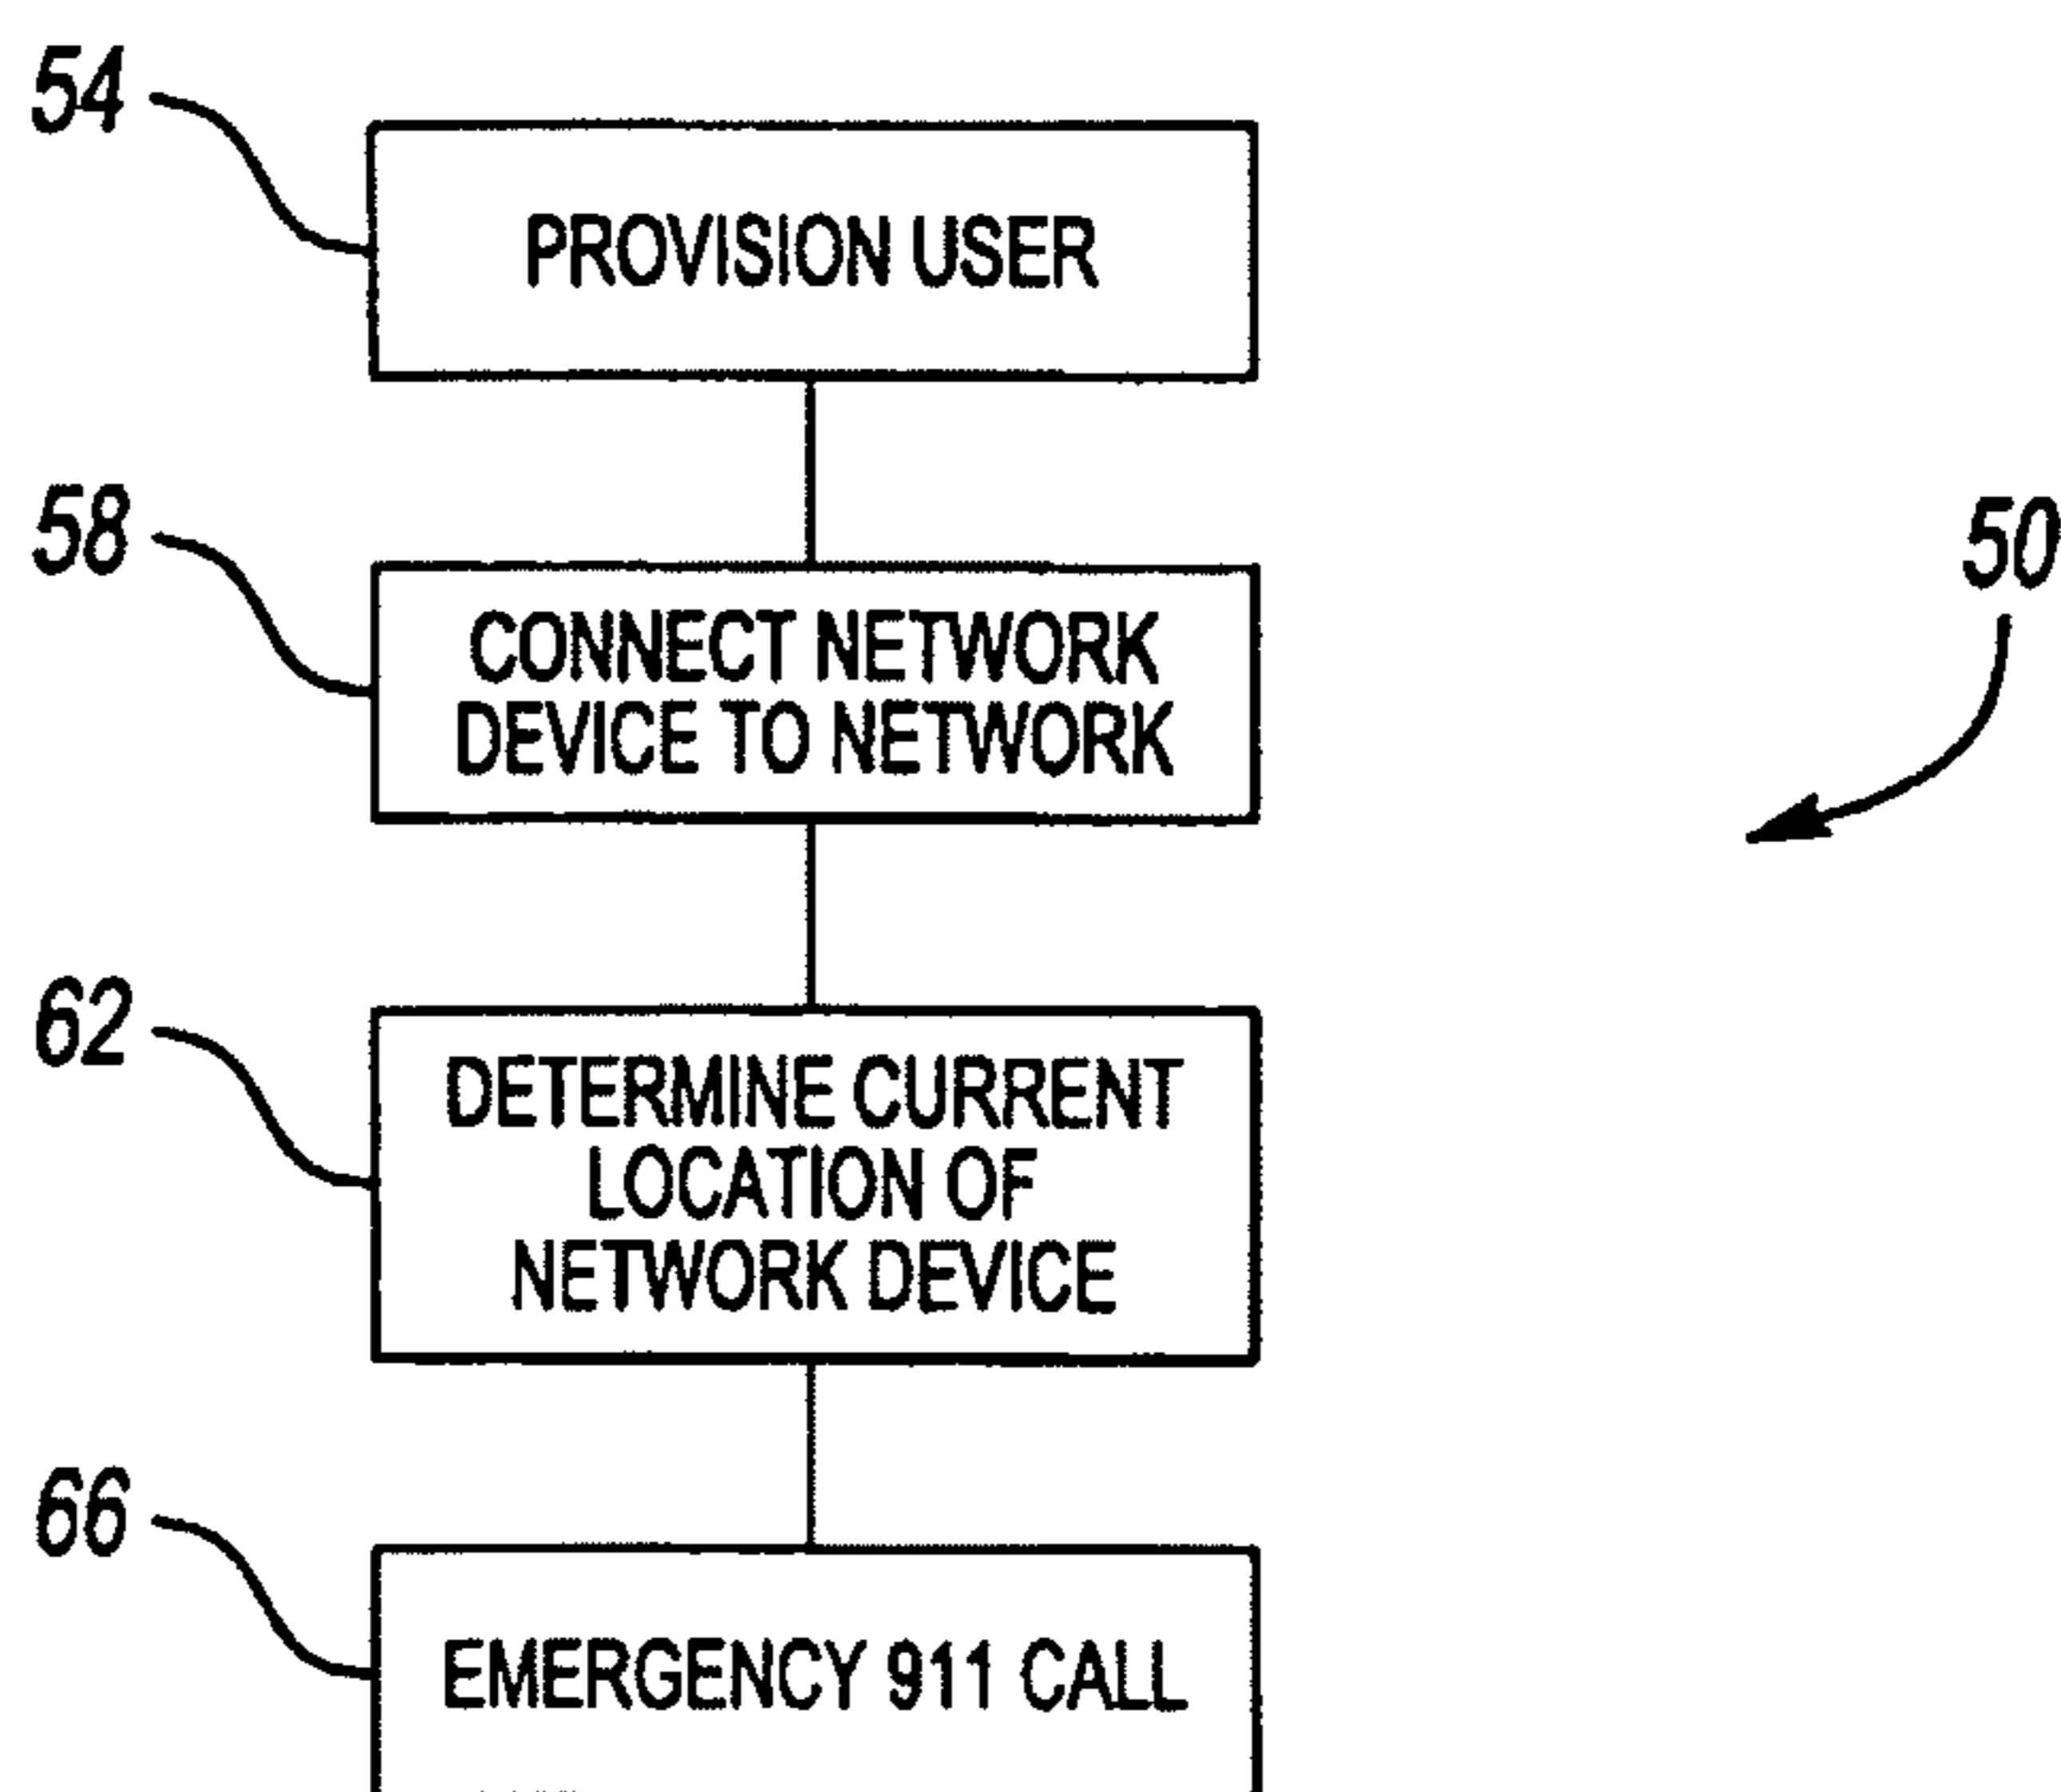 54
PROVISION USER
58
CONNECT NETWORK
DEVICE TO NETWORK
50
62
DETERMINE CURRENT
LOCATION OF
NETWORK DEVICE
66
EMERGENCY 911 CALL